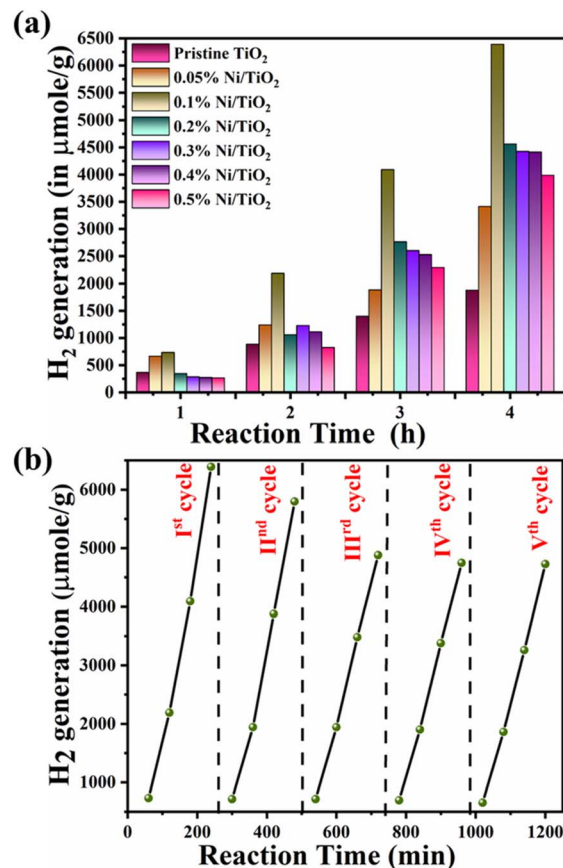 (a)
H₂ generation (in μmole/g)
6500
6000
5500
5000
4500
4000
3500
3000
2500
2000
1500
1000
500
0
Pristine TiO₂
0.05% Ni/TiO₂
0.1% Ni/TiO₂
0.2% Ni/TiO₂
0.3% Ni/TiO₂
0.4% Ni/TiO₂
0.5% Ni/TiO₂
1 2 3 4
Reaction Time (h)
(b)
H2 generation (μmole/g)
6000
5000
4000
3000
2000
1000
Iˢᵗ cycle
IIⁿᵈ cycle
IIIʳᵈ cycle
IVᵗʰ cycle
Vᵗʰ cycle
0 200 400 600 800 1000 1200
Reaction Time (min)